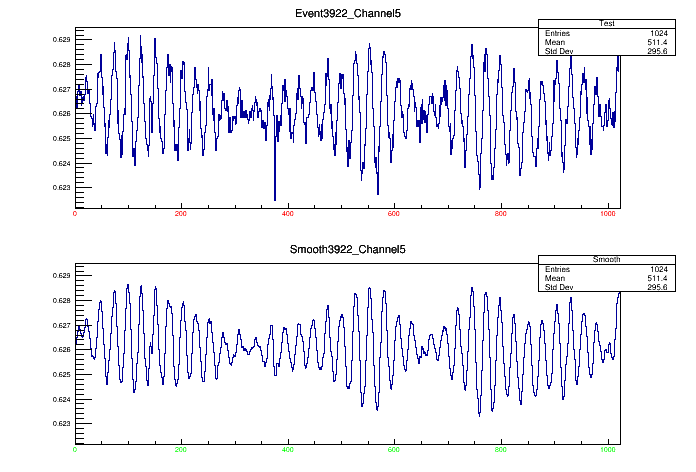 Event3922_Channel5
Test
Entries 1024
Mean 511.4
Std Dev 295.6
0.629
0.628
0.627
0.626
0.625
0.624
0.623
0 200 400 600 800 1000
Smooth3922_Channel5
Smooth
Entries 1024
Mean 511.4
Std Dev 295.6
0.629
0.628
0.627
0.626
0.625
0.624
0.623
0 200 400 600 800 1000